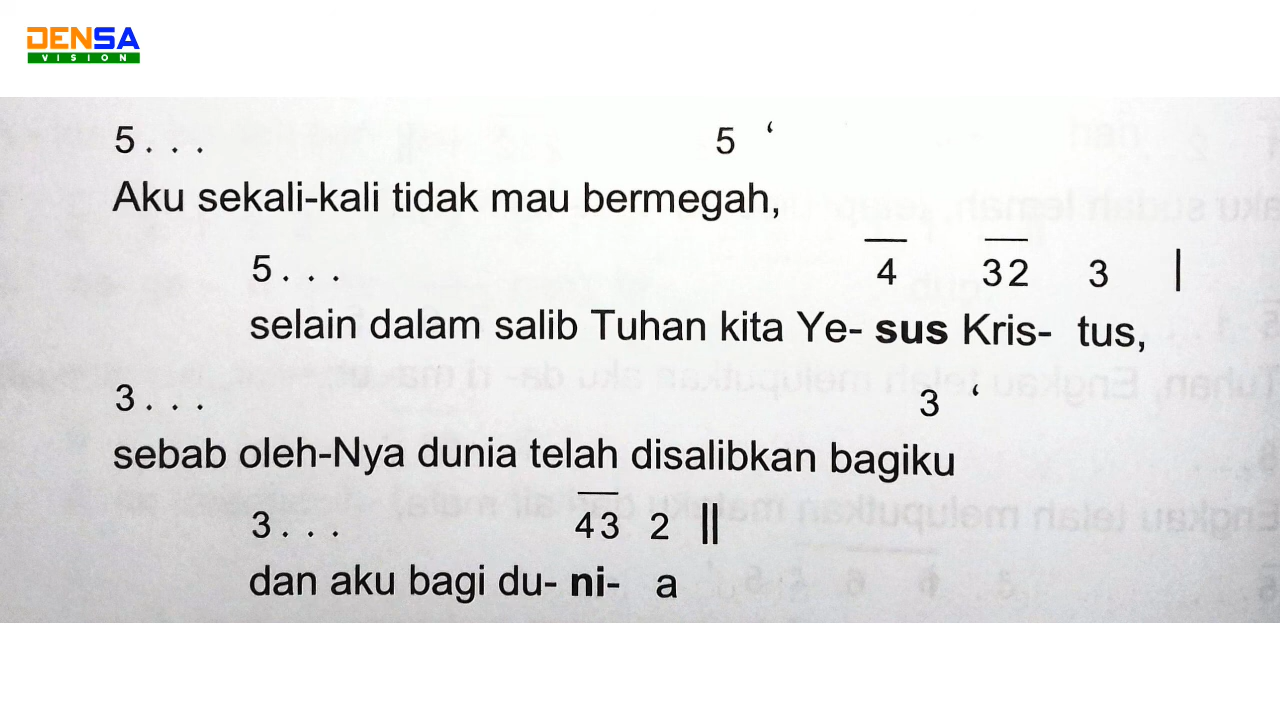 DENSA
VISION
5 . . . 5 ‘
Aku sekali-kali tidak mau bermegah,
5 . . . 4 32 3 |
selain dalam salib Tuhan kita Ye- sus Kris- tus,
3 . . . 3 ‘
sebab oleh-Nya dunia telah disalibkan bagiku
3 . . . 43 2 ||
dan aku bagi du- ni- a